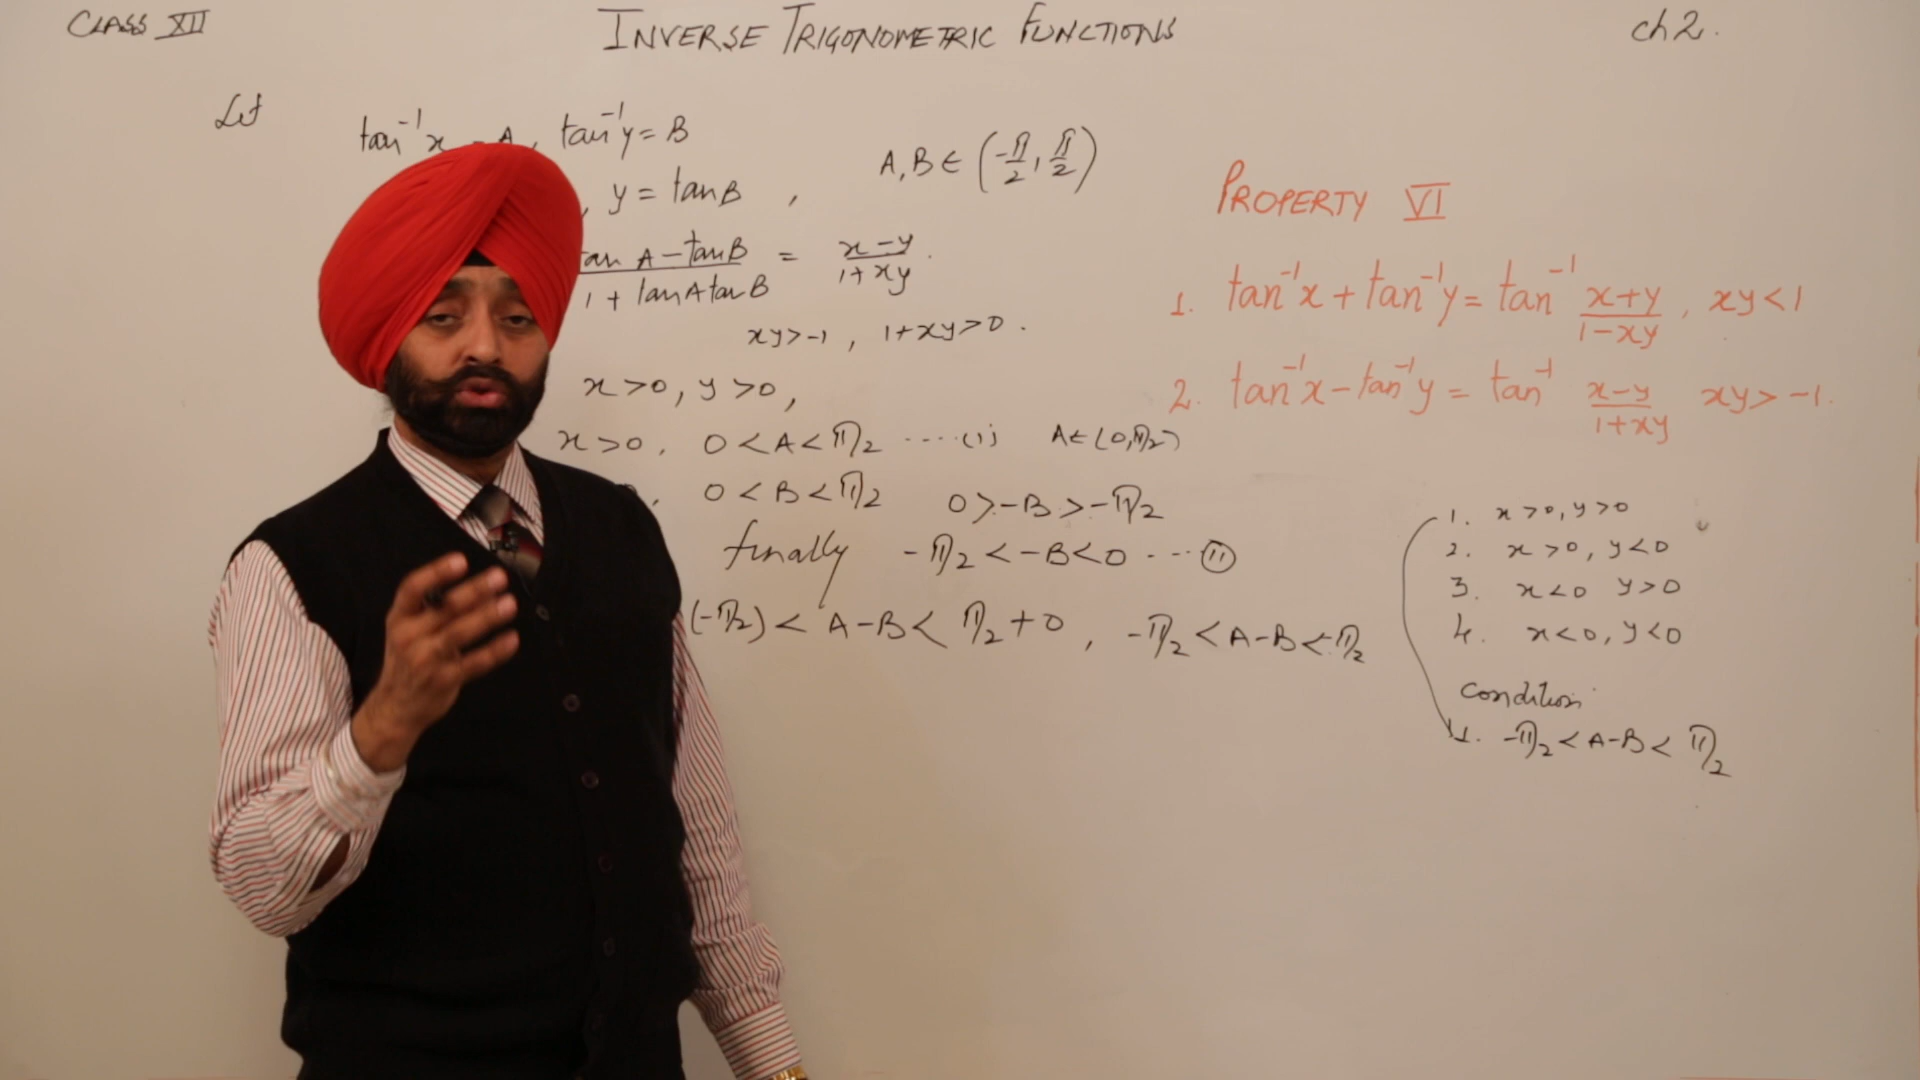 CLASS XII
INVERSE TRIGONOMETRIC FUNCTIONS
ch 2.
Let
tan⁻¹x = A, tan⁻¹y = B
A, B ∈ (-π/2, π/2)
, y = tan B ,
tan A - tan B / 1 + tan A tan B = x - y / 1 + xy .
xy > -1 , 1 + xy > 0 .
x > 0, y > 0,
x > 0, 0 < A < π/2 ....(i) A ∈ (0, π/2)
, 0 < B < π/2 0 > -B > -π/2
finally -π/2 < -B < 0 ... (ii)
(-π/2) < A - B < π/2 + 0 , -π/2 < A - B < π/2
PROPERTY VI
1. tan⁻¹x + tan⁻¹y = tan⁻¹ x + y / 1 - xy , xy < 1
2. tan⁻¹x - tan⁻¹y = tan⁻¹ x - y / 1 + xy xy > -1.
1. x > 0, y > 0
2. x > 0, y < 0
3. x < 0 y > 0
4. x < 0, y < 0
Condition
1. -π/2 < A - B < π/2